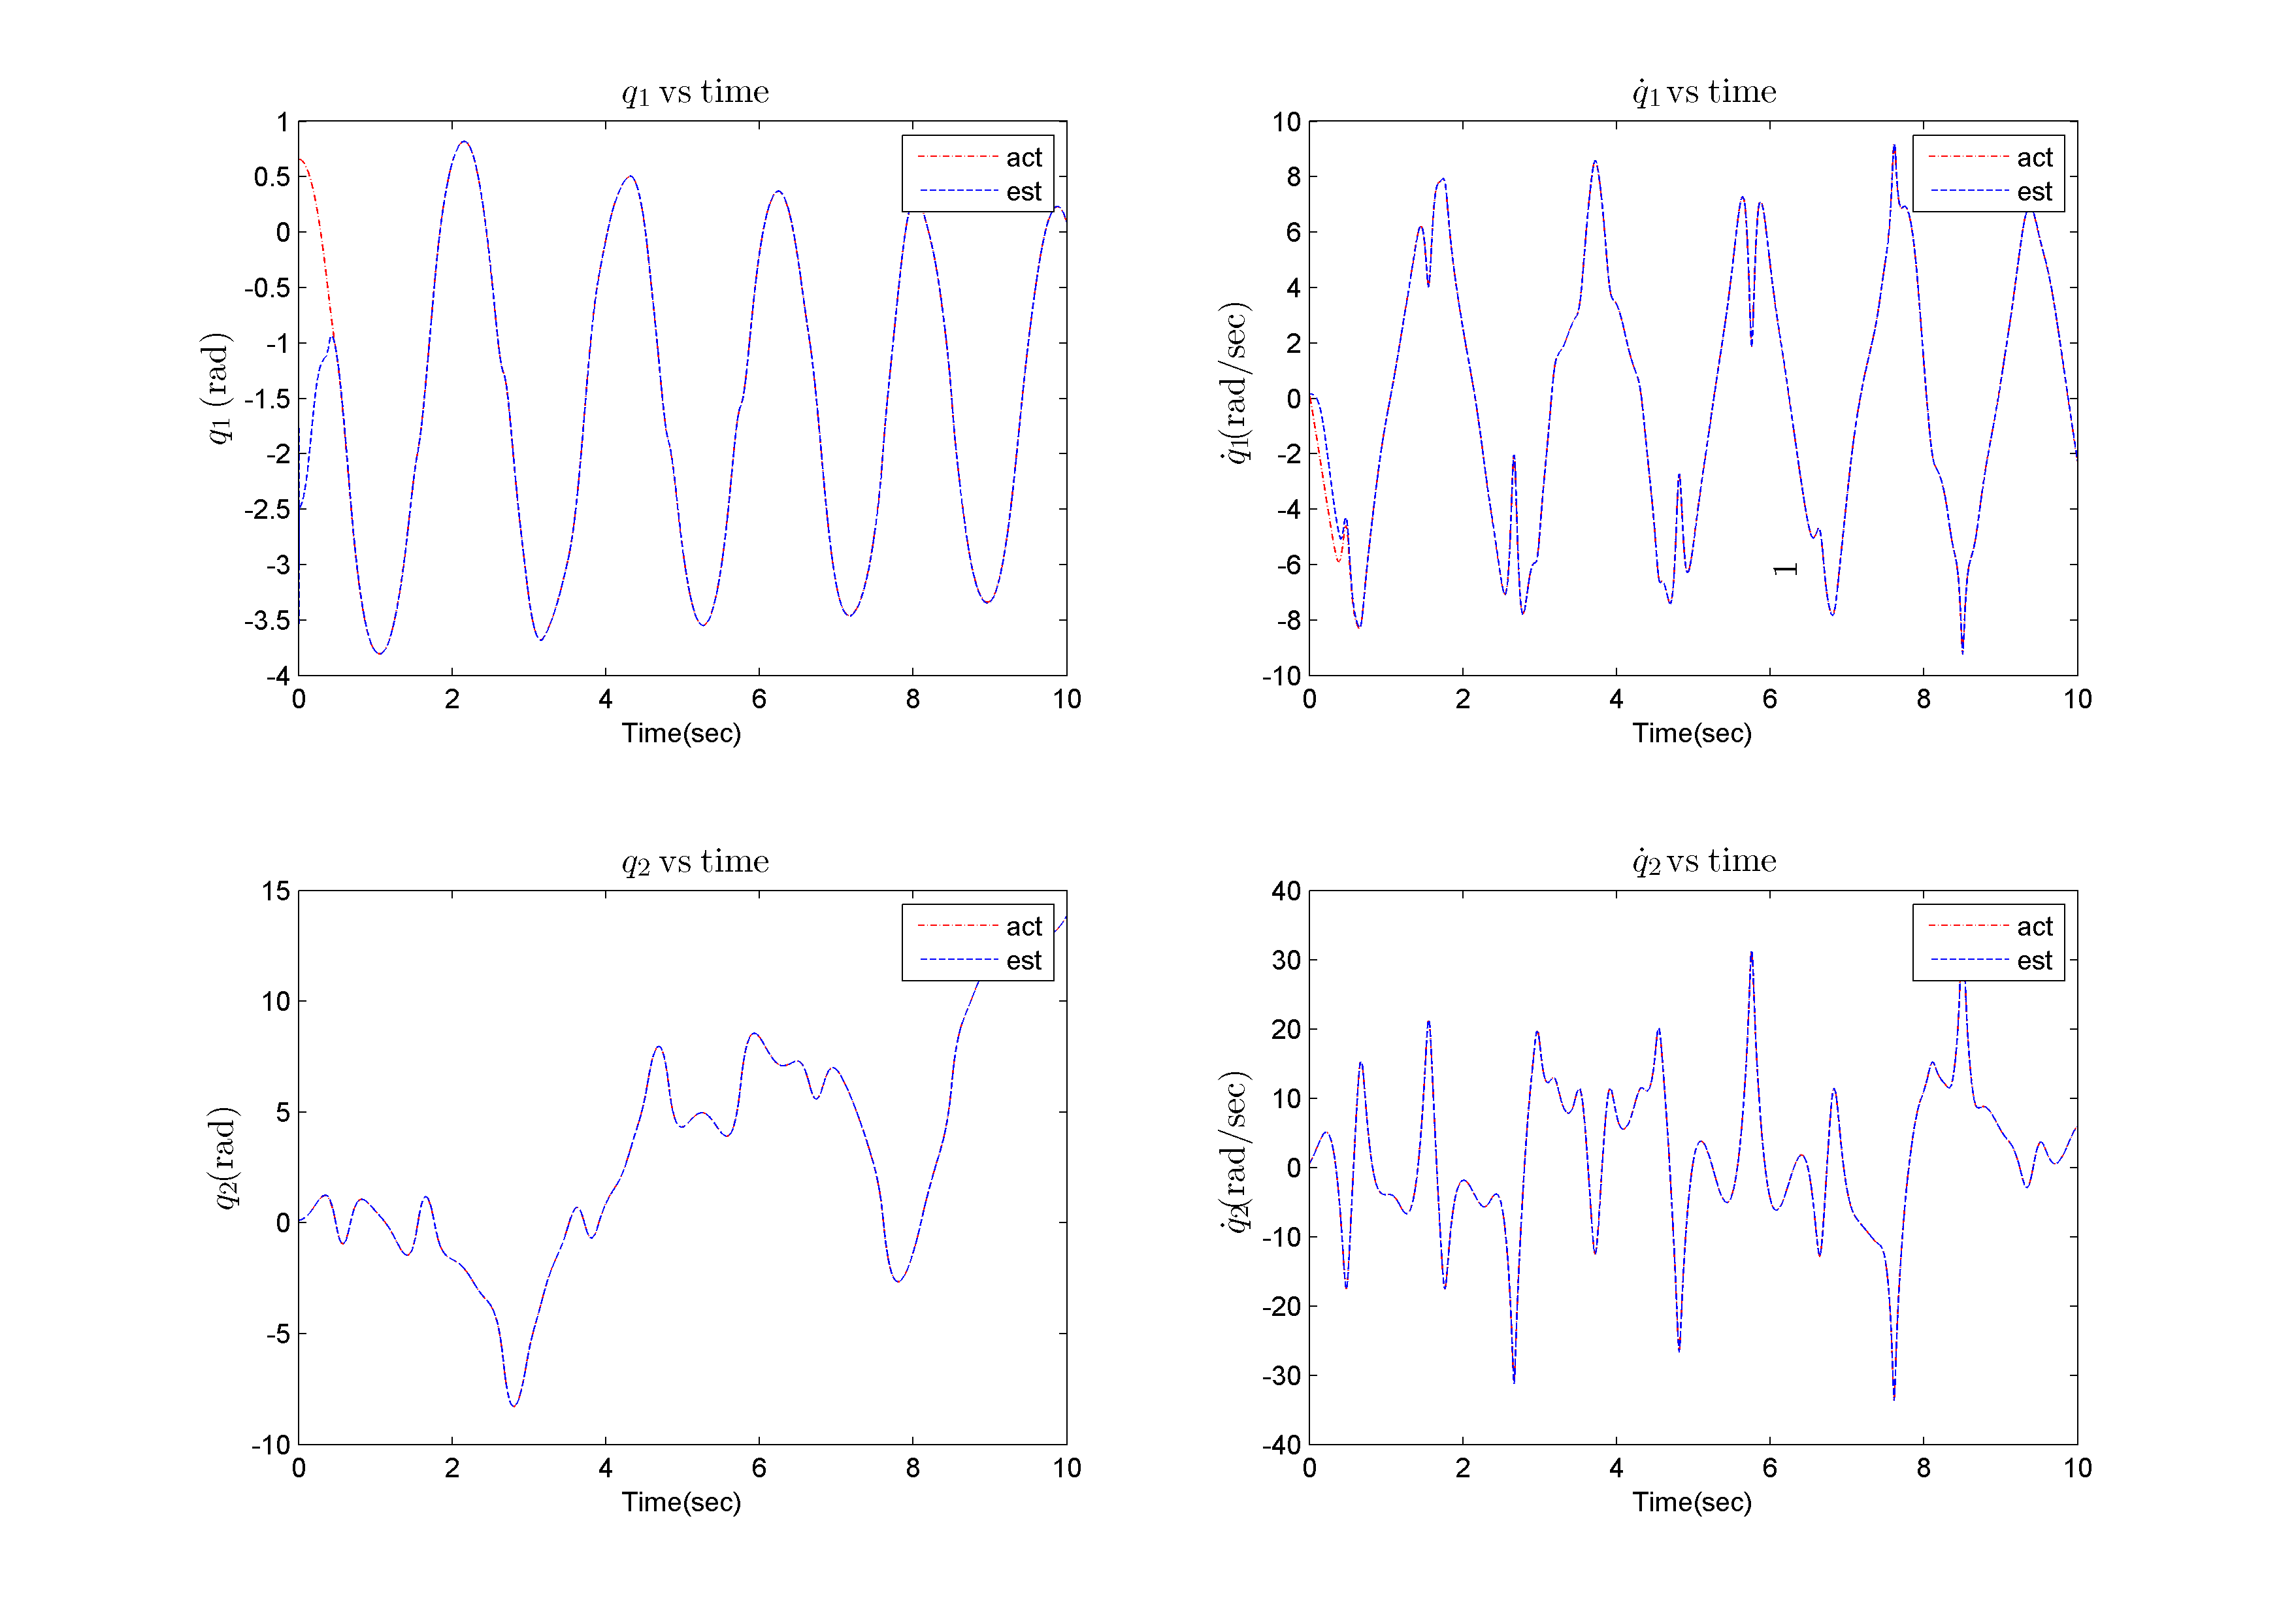 q̇₁ vs time
q₁ vs time
1
0.5
0
-0.5
-1
-1.5
-2
-2.5
-3
-3.5
-4
q₁ (rad)
act
est
0 2 4 6 8 10
Time(sec)
10
8
6
4
2
0
-2
-4
-6
-8
-10
q̇₁(rad/sec)
act
est
1
0 2 4 6 8 10
Time(sec)
q₂ vs time
15
10
5
0
-5
-10
q₂(rad)
act
est
0 2 4 6 8 10
Time(sec)
q̇₂ vs time
40
30
20
10
0
-10
-20
-30
-40
q̇₂(rad/sec)
act
est
0 2 4 6 8 10
Time(sec)